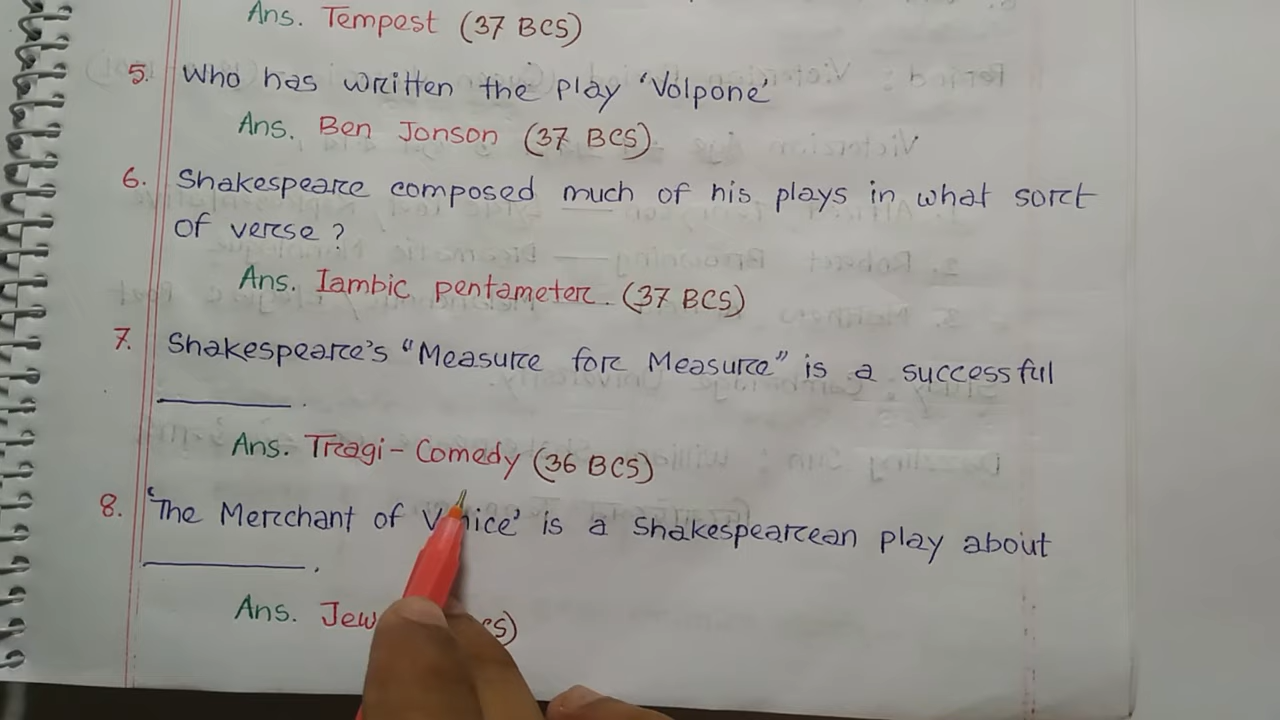 Ans. Tempest (37 BCS)
5. Who has written the play 'Volpone'
Ans. Ben Jonson (37 BCS)
6. Shakespeare composed much of his plays in what sort
of verse?
Ans. Iambic pentameter. (37 BCS)
7. Shakespeare's "Measure for Measure" is a successful
________.
Ans. Tragi-Comedy (36 BCS)
8. 'The Merchant of Venice' is a Shakespearean play about
________.
Ans. Jew